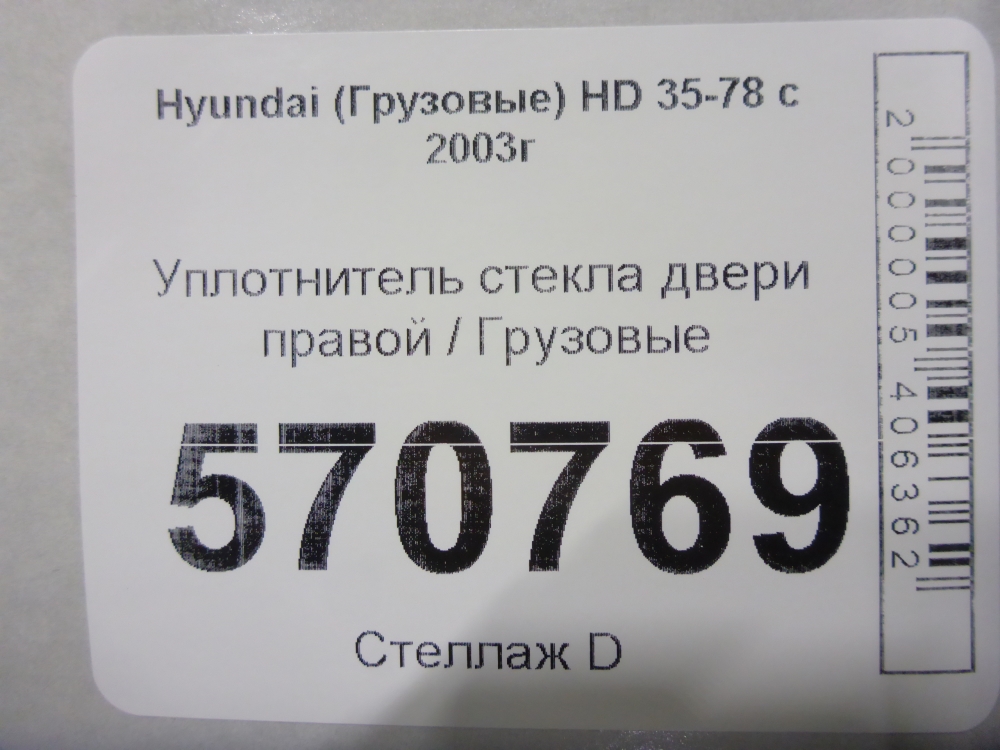 Hyundai (Грузовые) HD 35-78 с
2003г
Уплотнитель стекла двери
правой / Грузовые
570769
Стеллаж D
2000005406362